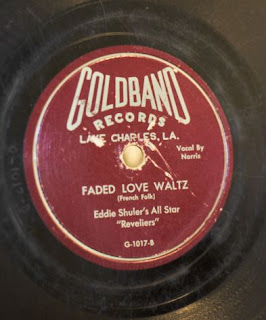 GOLDBAND
RECORDS
LAKE CHARLES, LA.
Vocal By
Norris
FADED LOVE WALTZ
(French Folk)
Eddie Shuler's All Star
"Reveliers"
G-1017-B